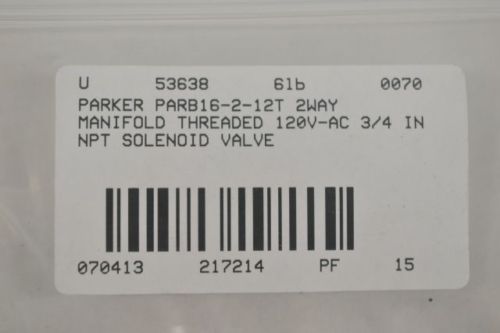 U 53638 6lb 0070
PARKER PARB16-2-12T 2WAY
MANIFOLD THREADED 120V-AC 3/4 IN
NPT SOLENOID VALVE
070413 217214 PF 15